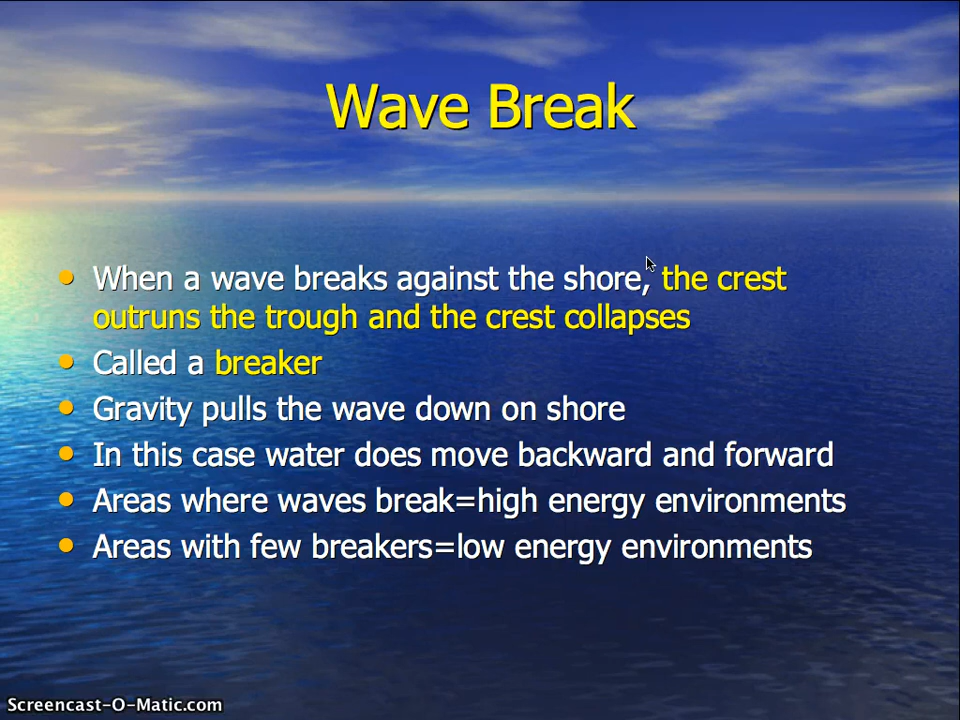 Wave Break
When a wave breaks against the shore, the crest
outruns the trough and the crest collapses
Called a breaker
Gravity pulls the wave down on shore
In this case water does move backward and forward
Areas where waves break=high energy environments
Areas with few breakers=low energy environments
Screencast-O-Matic.com